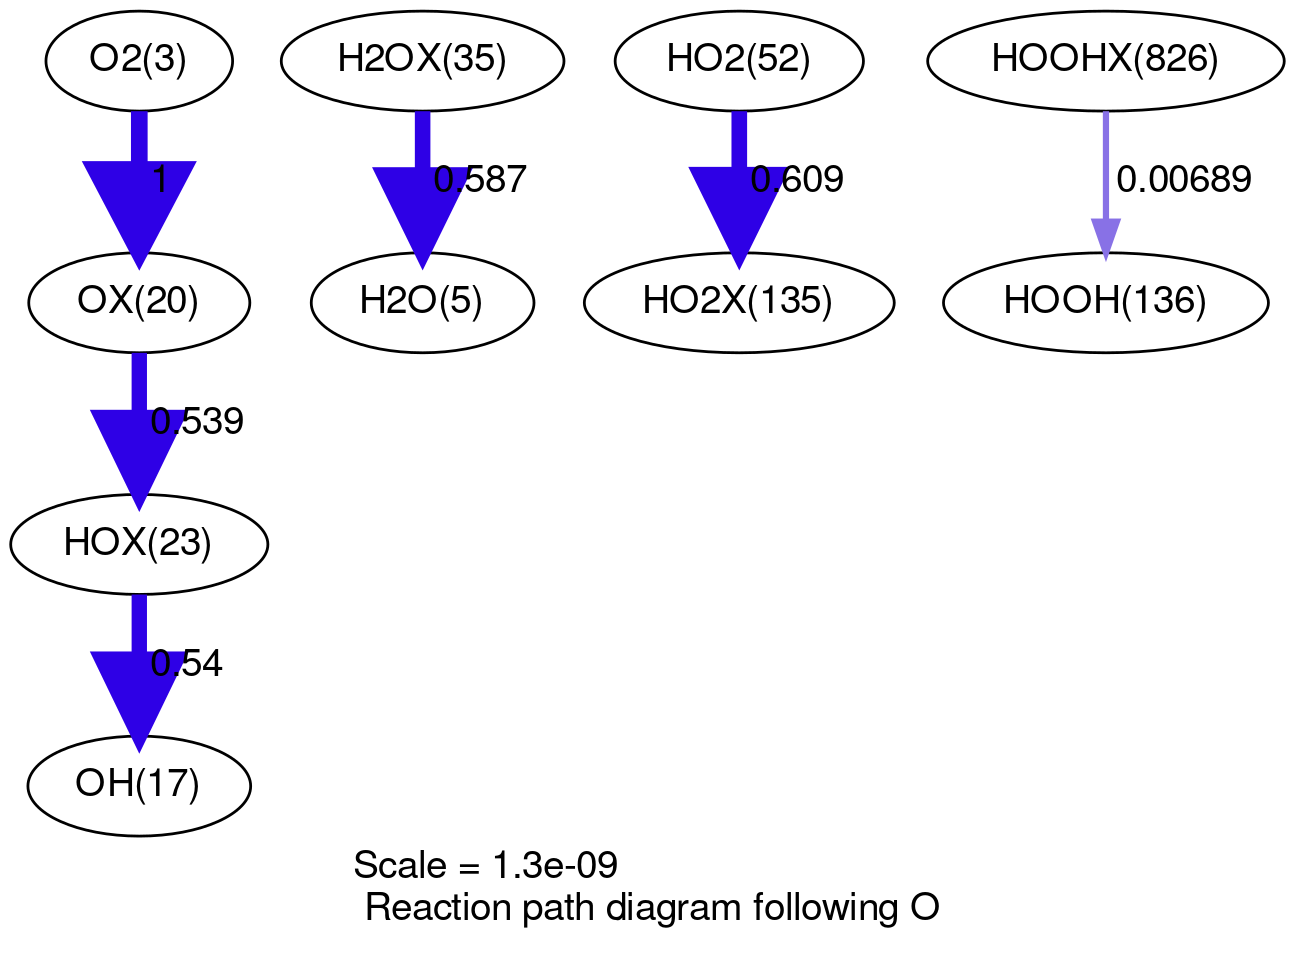 O2(3)
H2OX(35)
HO2(52)
HOOHX(826)
1
0.587
0.609
0.00689
OX(20)
H2O(5)
HO2X(135)
HOOH(136)
0.539
HOX(23)
0.54
OH(17)
Scale = 1.3e-09
Reaction path diagram following O